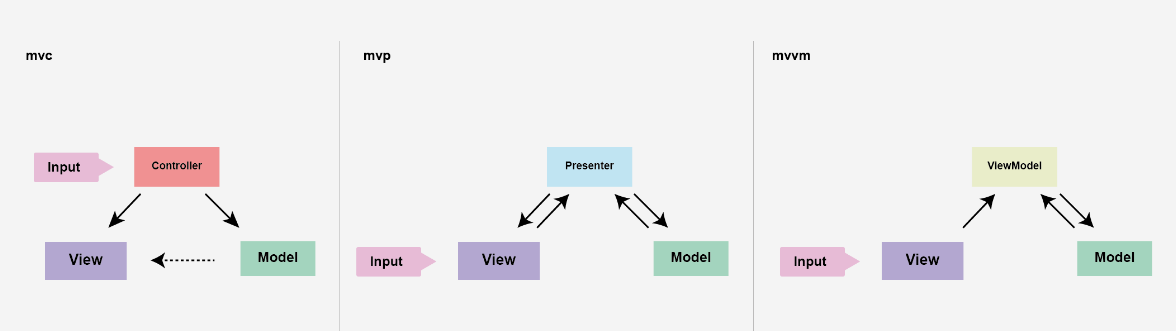 mvc
Input
Controller
View
Model
mvp
Presenter
Input
View
Model
mvvm
ViewModel
Input
View
Model